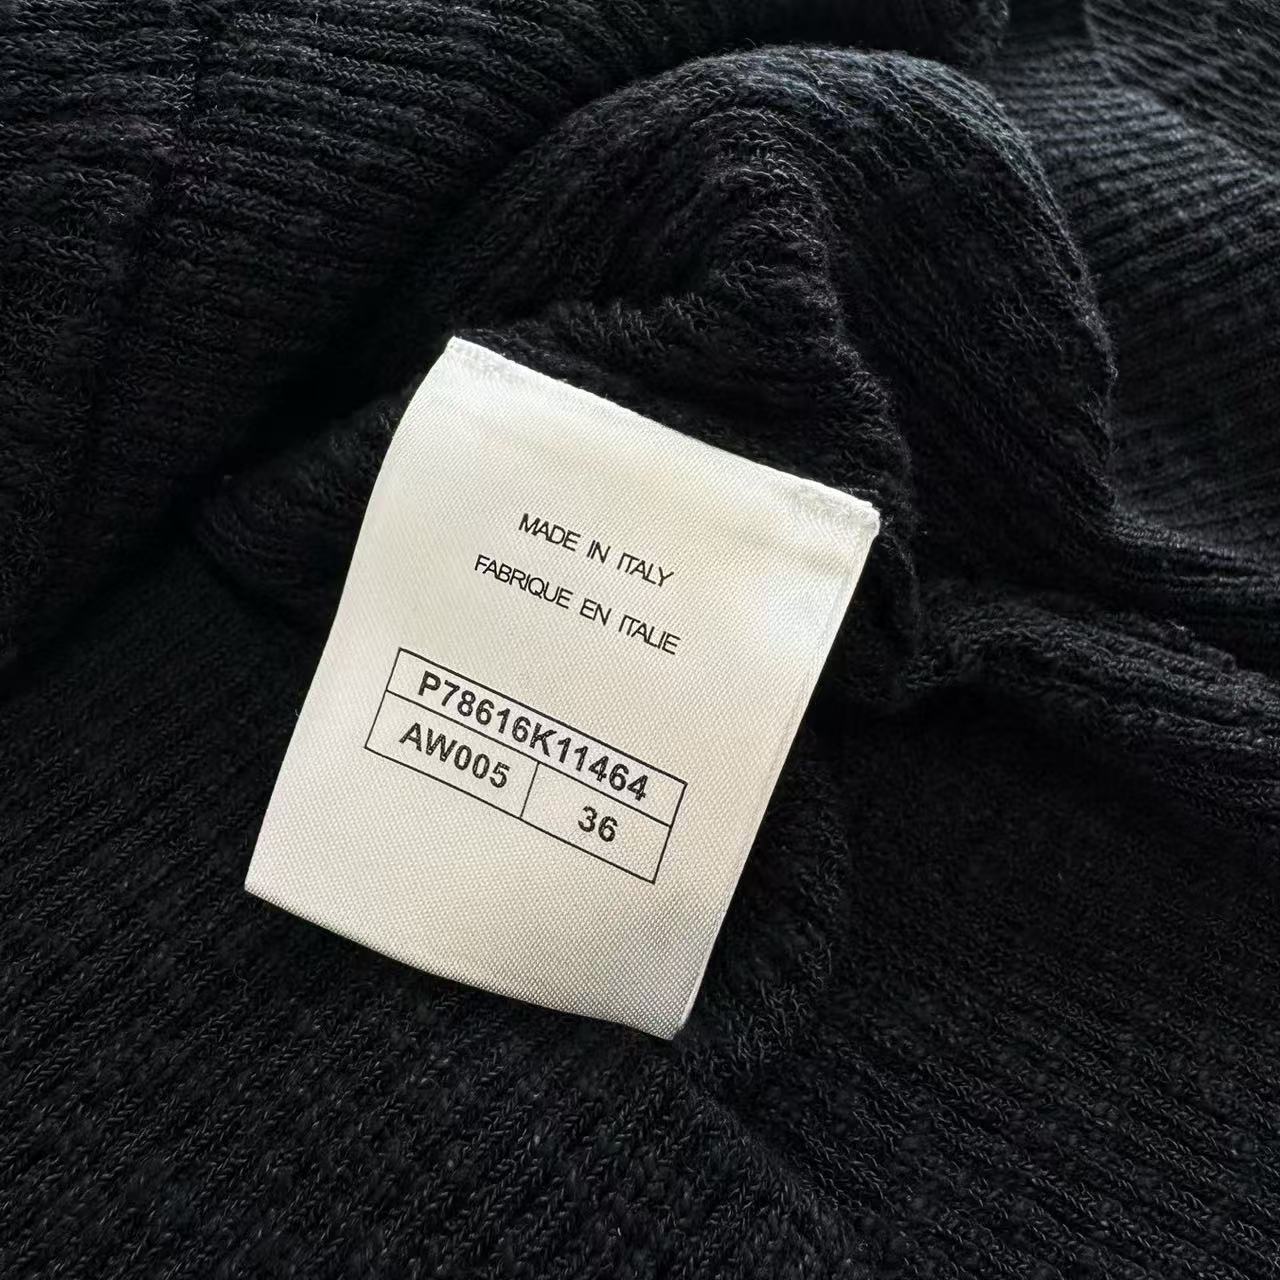 MADE IN ITALY
FABRIQUE EN ITALIE
P78616K11464
AW005 36